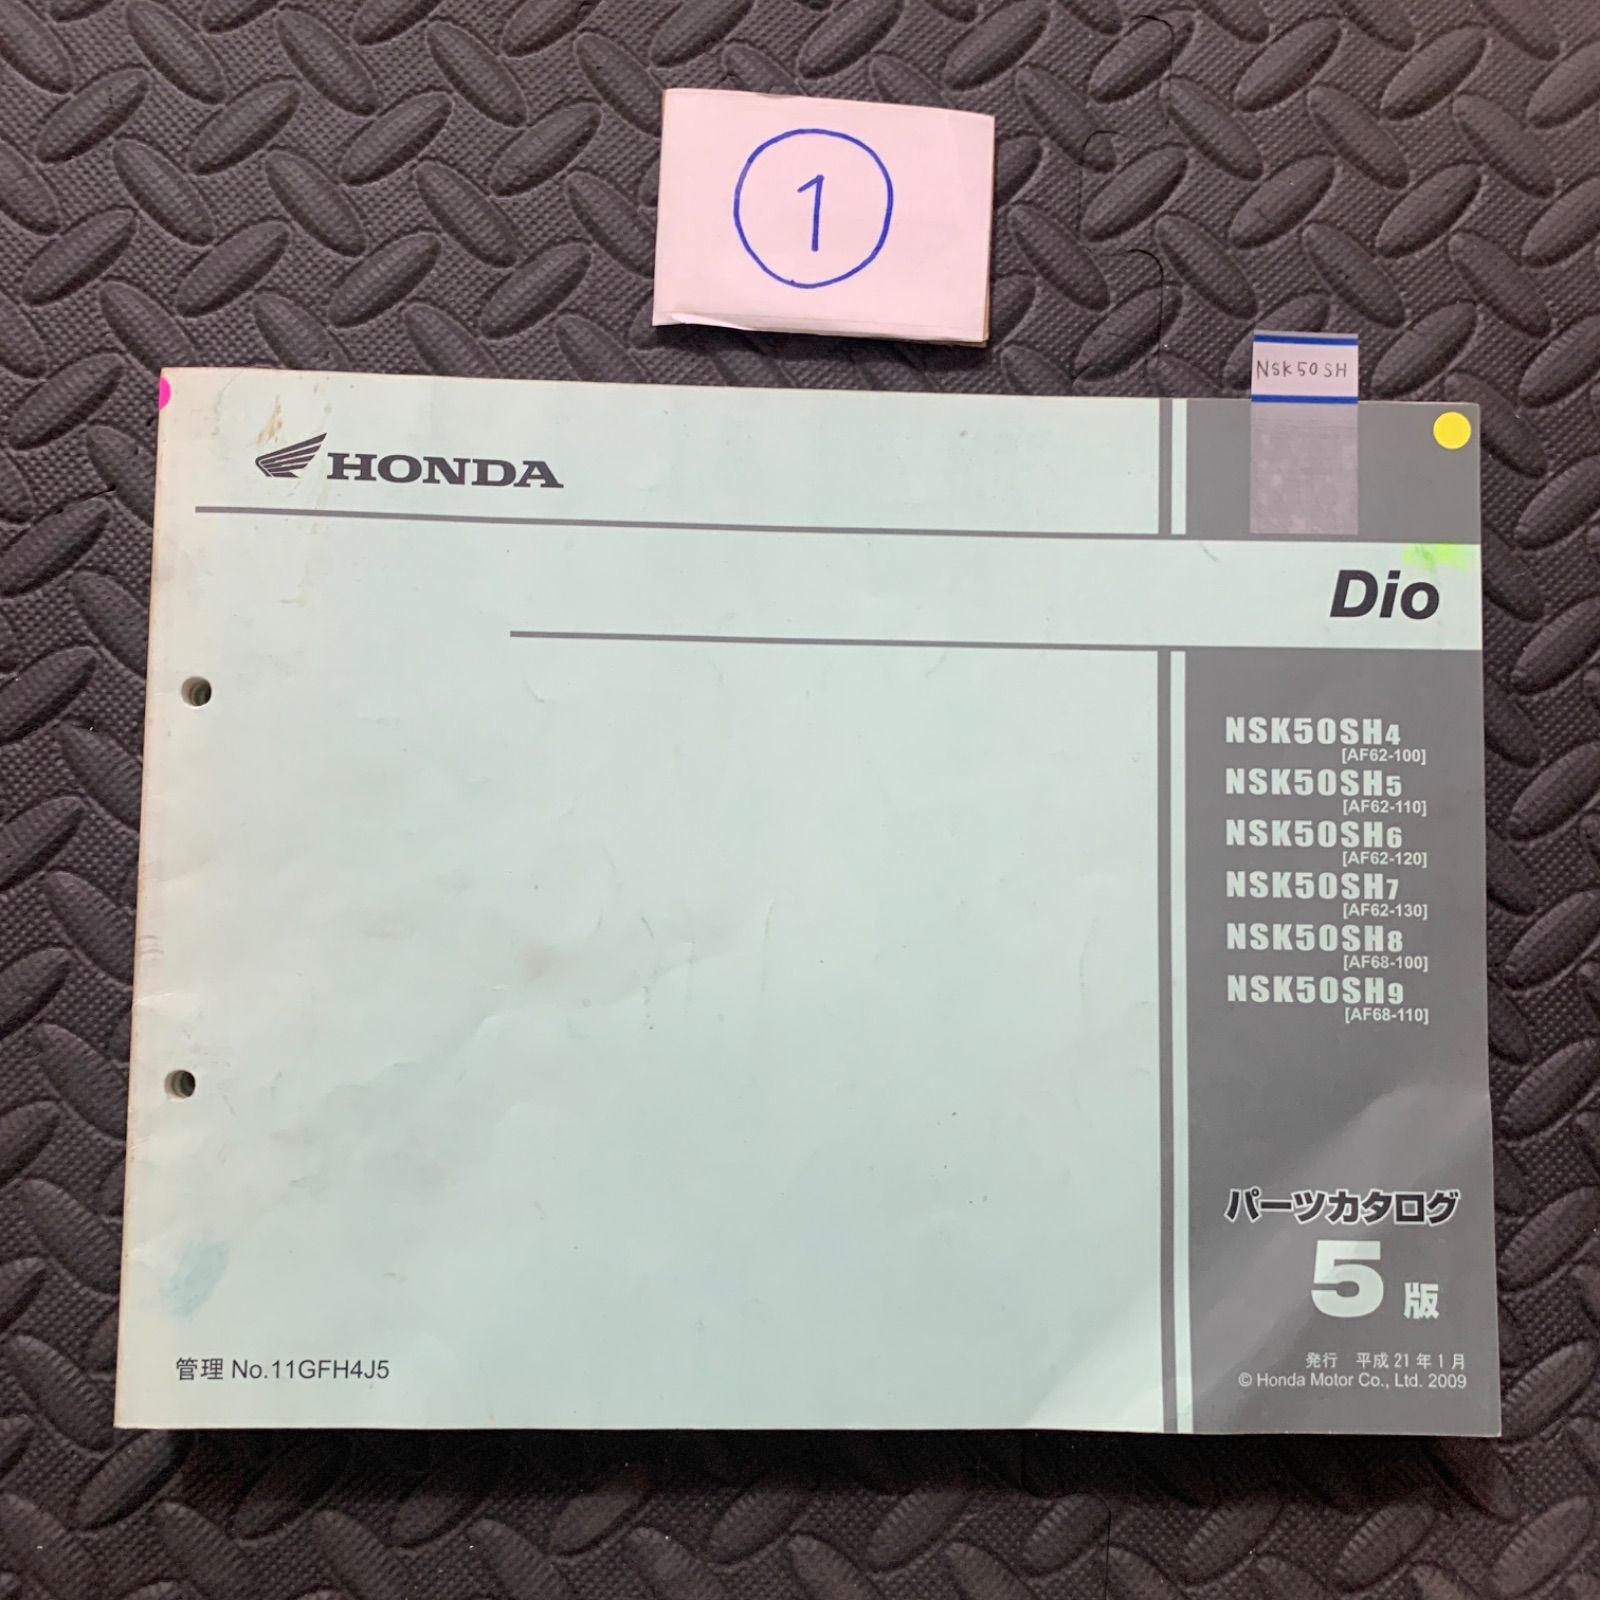 1
NSK50SH
HONDA
Dio
NSK50SH4
[AF62-100]
NSK50SH5
[AF62-110]
NSK50SH6
[AF62-120]
NSK50SH7
[AF62-130]
NSK50SH8
[AF68-100]
NSK50SH9
[AF68-110]
パーツカタログ
5版
管理 No.11GFH4J5
発行 平成21年1月
© Honda Motor Co., Ltd. 2009